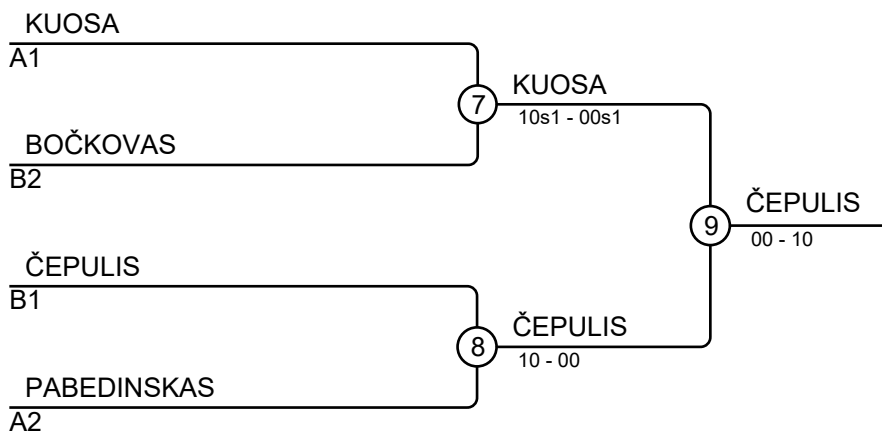 KUOSA
A1
7
KUOSA
10s1 - 00s1
BOČKOVAS
B2
9
ČEPULIS
00 - 10
ČEPULIS
B1
8
ČEPULIS
10 - 00
PABEDINSKAS
A2